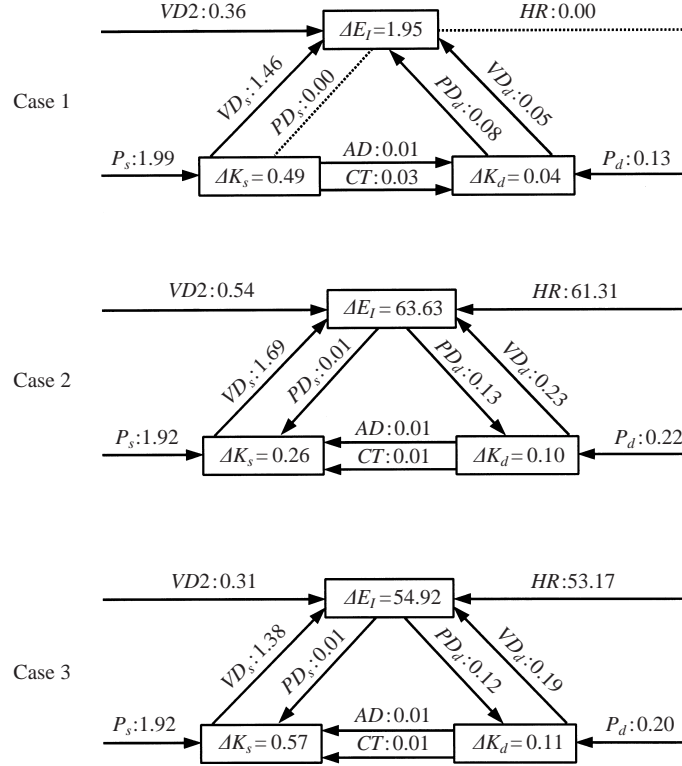 VD2:0.36
ΔE_I=1.95
HR:0.00
VD_s:1.46
PD_s:0.00
PD_d:0.08
VD_d:0.05
Case 1
P_s:1.99
ΔK_s=0.49
AD:0.01
CT:0.03
ΔK_d=0.04
P_d:0.13
VD2:0.54
ΔE_I=63.63
HR:61.31
VD_s:1.69
PD_s:0.01
PD_d:0.13
VD_d:0.23
Case 2
P_s:1.92
ΔK_s=0.26
AD:0.01
CT:0.01
ΔK_d=0.10
P_d:0.22
VD2:0.31
ΔE_I=54.92
HR:53.17
VD_s:1.38
PD_s:0.01
PD_d:0.12
VD_d:0.19
Case 3
P_s:1.92
ΔK_s=0.57
AD:0.01
CT:0.01
ΔK_d=0.11
P_d:0.20